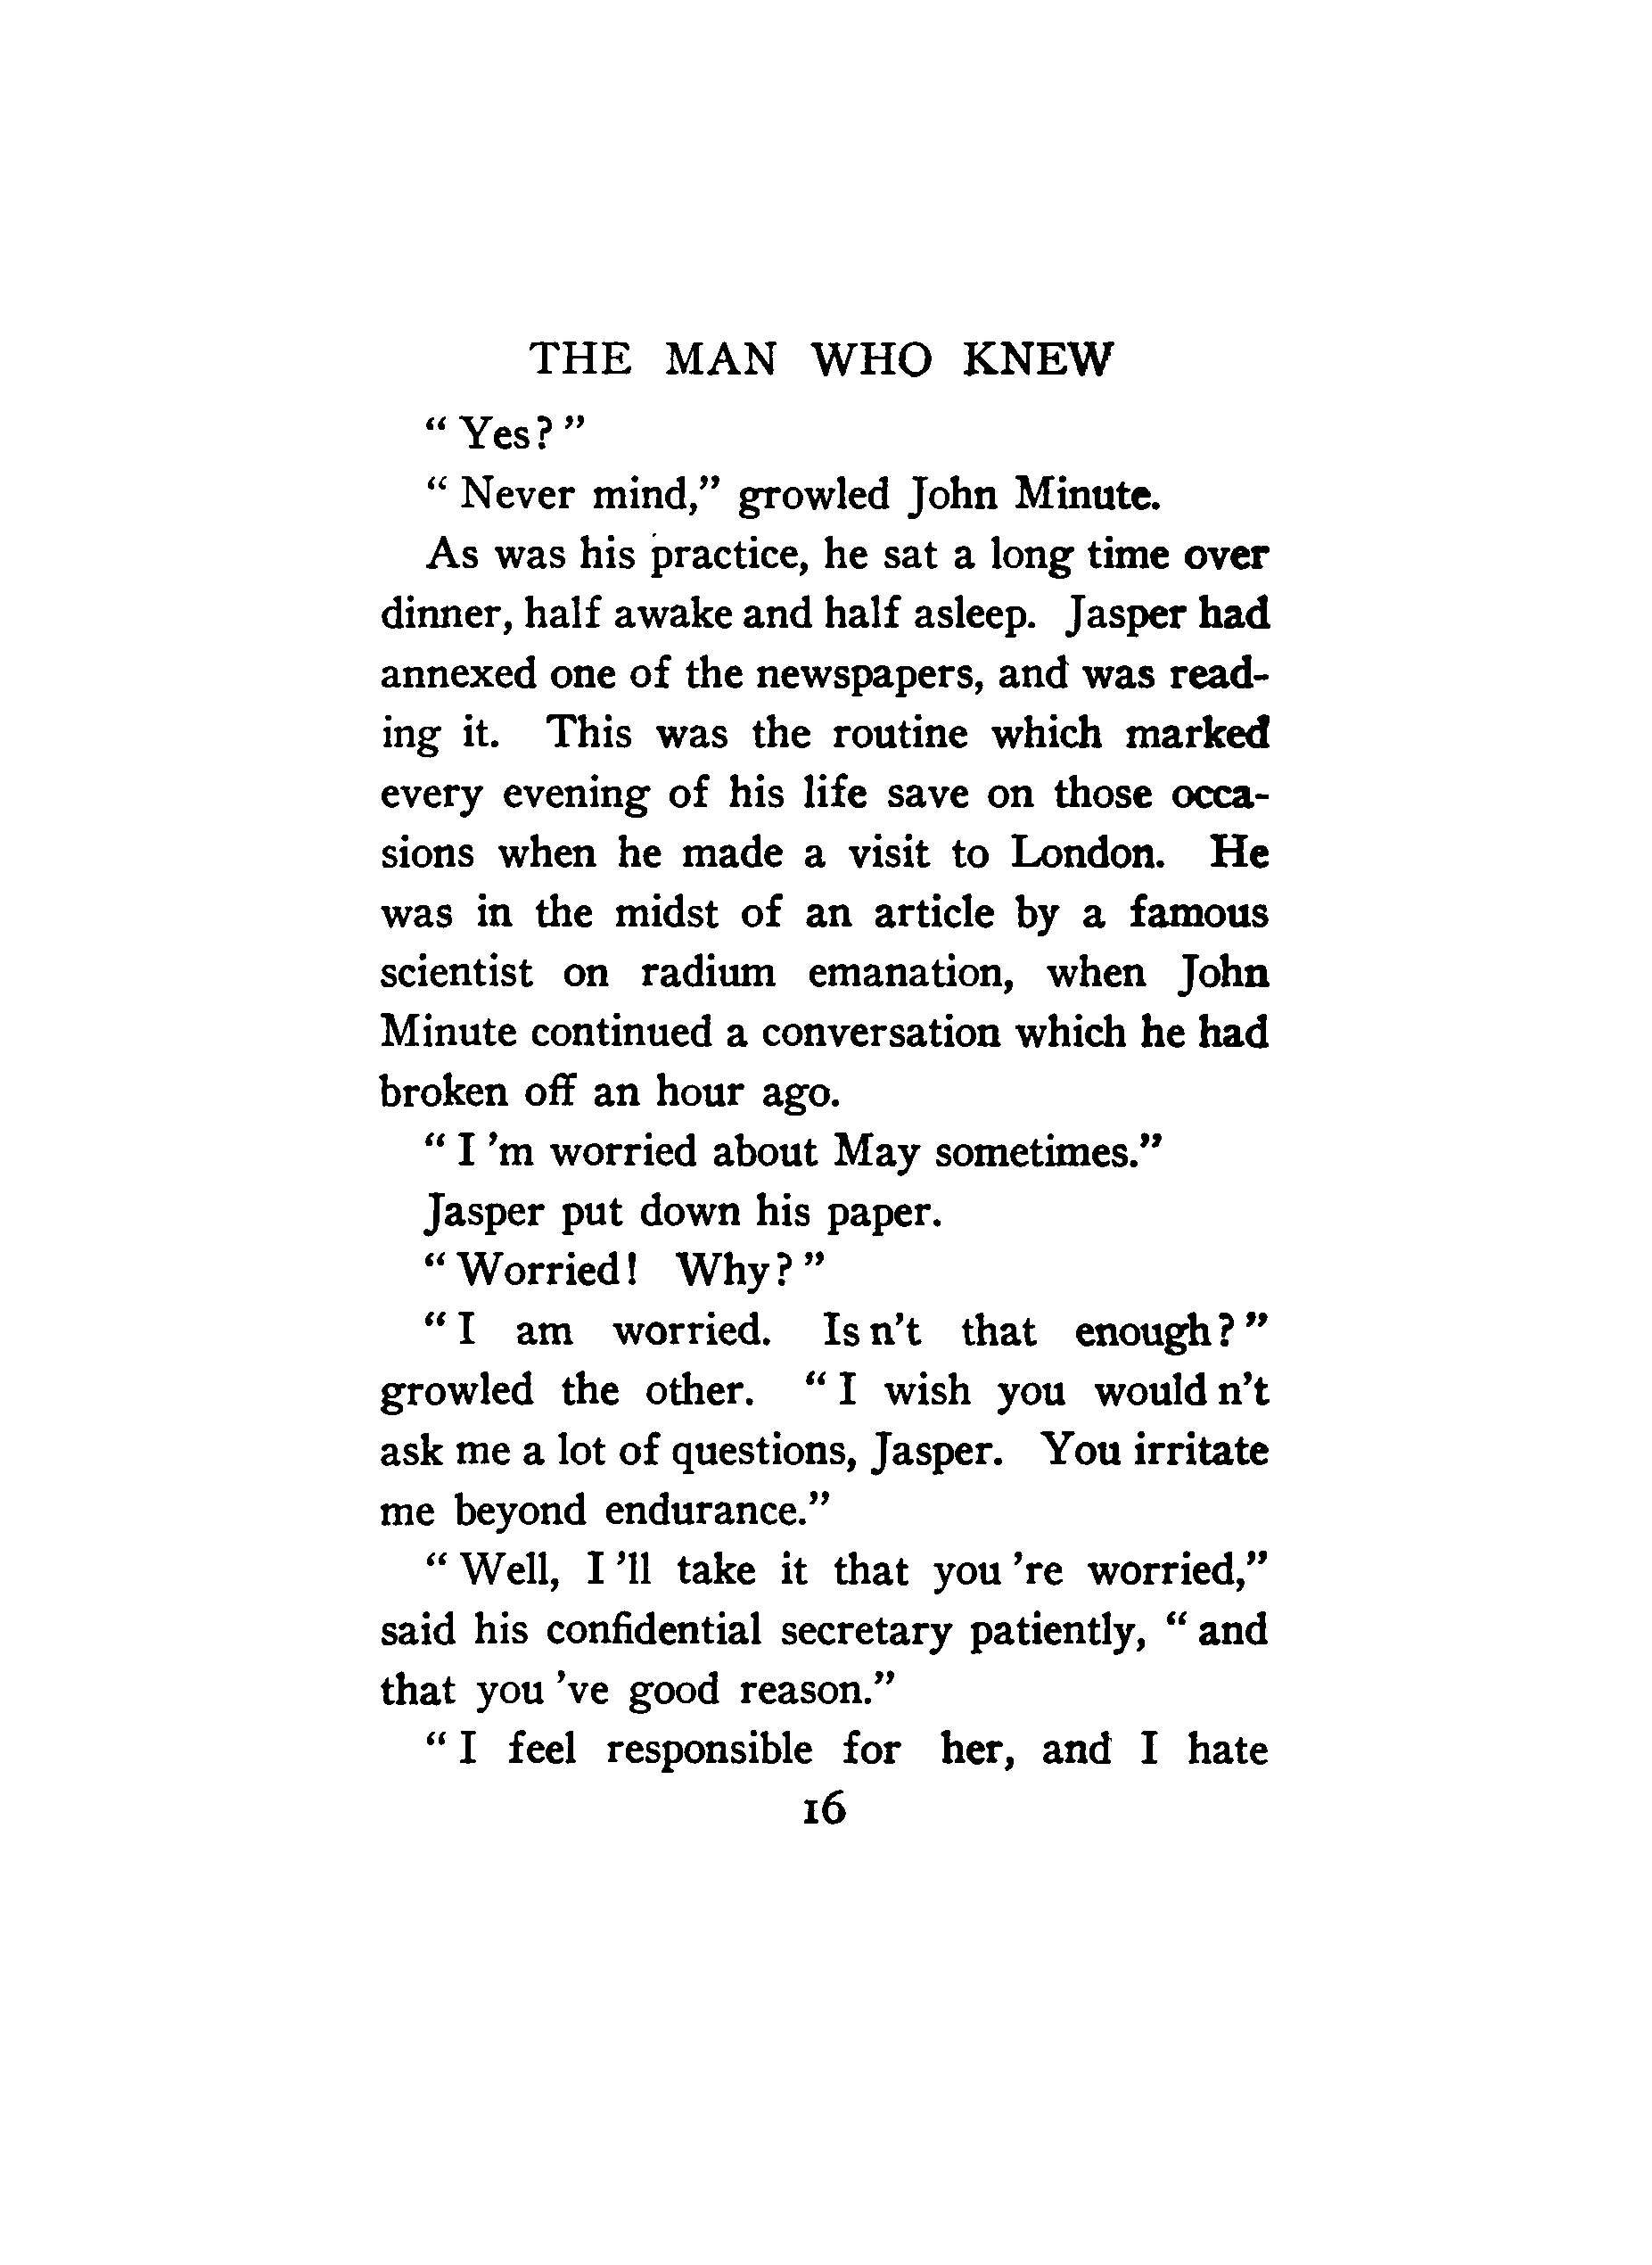 THE MAN WHO KNEW
“ Yes? ”
“ Never mind,” growled John Minute.
As was his practice, he sat a long time over
dinner, half awake and half asleep. Jasper had
annexed one of the newspapers, and was read-
ing it. This was the routine which marked
every evening of his life save on those occa-
sions when he made a visit to London. He
was in the midst of an article by a famous
scientist on radium emanation, when John
Minute continued a conversation which he had
broken off an hour ago.
“ I ’m worried about May sometimes.”
Jasper put down his paper.
“ Worried! Why? ”
“ I am worried. Is n’t that enough? ”
growled the other. “ I wish you would n’t
ask me a lot of questions, Jasper. You irritate
me beyond endurance.”
“ Well, I ’ll take it that you ’re worried,”
said his confidential secretary patiently, “ and
that you ’ve good reason.”
“ I feel responsible for her, and I hate
16